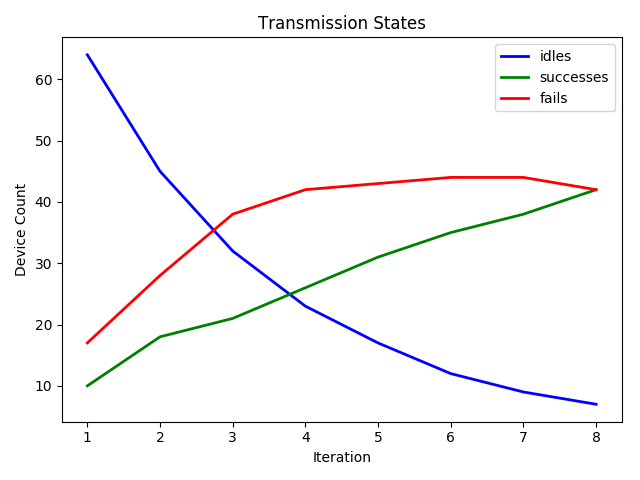 Transmission States
idles
successes
fails
Device Count
60
50
40
30
20
10
1 2 3 4 5 6 7 8
Iteration